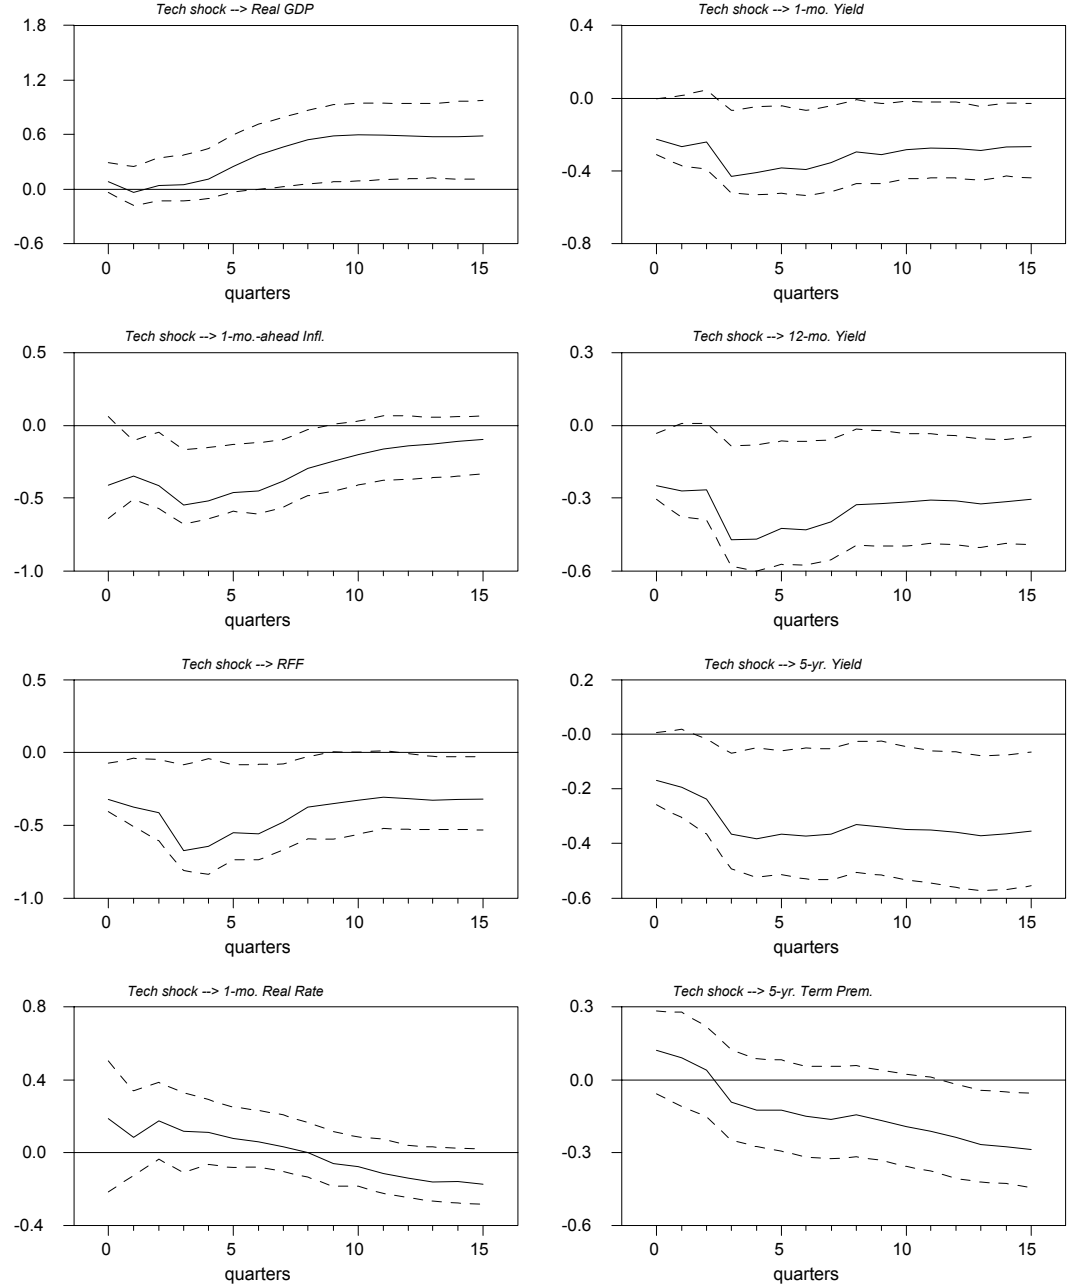 Tech shock --> Real GDP
1.8
1.2
0.6
0.0
-0.6
0 5 10 15
quarters
Tech shock --> 1-mo. Yield
0.4
0.0
-0.4
-0.8
0 5 10 15
quarters
Tech shock --> 1-mo.-ahead Infl.
0.5
0.0
-0.5
-1.0
0 5 10 15
quarters
Tech shock --> 12-mo. Yield
0.3
0.0
-0.3
-0.6
0 5 10 15
quarters
Tech shock --> RFF
0.5
0.0
-0.5
-1.0
0 5 10 15
quarters
Tech shock --> 5-yr. Yield
0.2
-0.0
-0.2
-0.4
-0.6
0 5 10 15
quarters
Tech shock --> 1-mo. Real Rate
0.8
0.4
0.0
-0.4
0 5 10 15
quarters
Tech shock --> 5-yr. Term Prem.
0.3
0.0
-0.3
-0.6
0 5 10 15
quarters